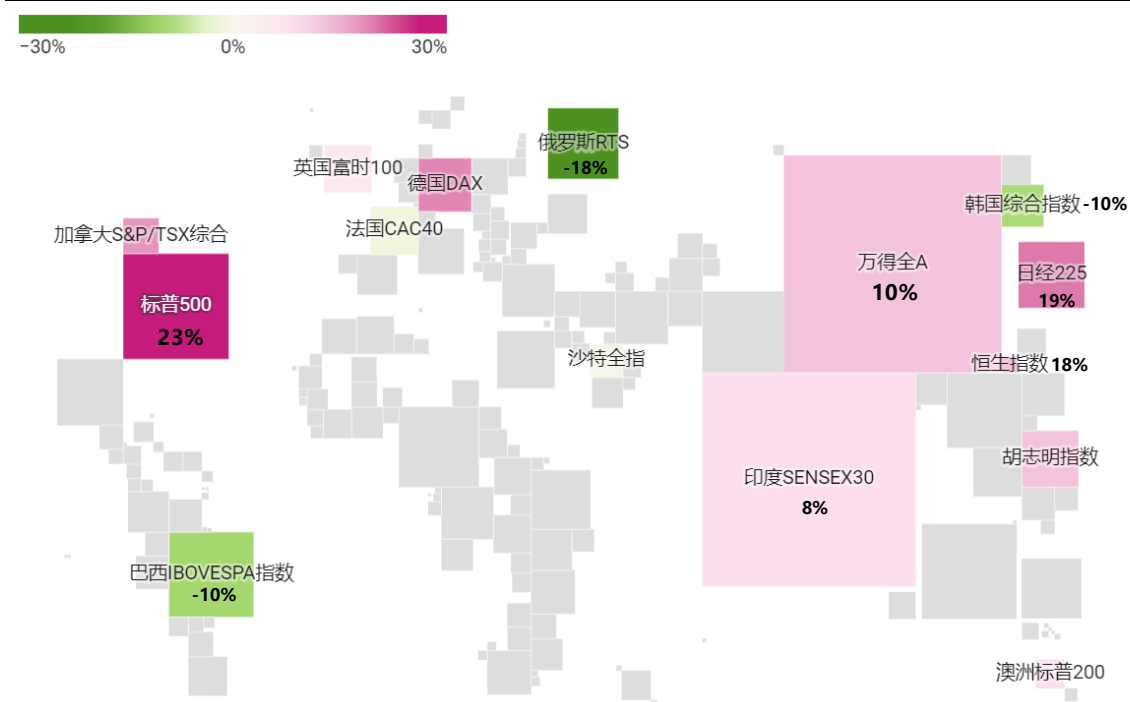 −30%
0%
30%
俄罗斯RTS
-18%
英国富时100
德国DAX
法国CAC40
韩国综合指数 -10%
加拿大S&P/TSX综合
标普500
23%
万得全A
10%
日经225
19%
沙特全指
恒生指数 18%
胡志明指数
印度SENSEX30
8%
巴西IBOVESPA指数
-10%
澳洲标普200